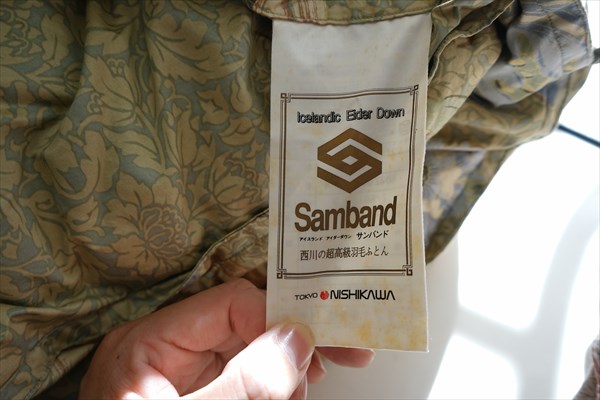 Icelandic Eider Down
Samband
アイスランド アイダーダウン サンバンド
西川の超高級羽毛ふとん
TOKYO NISHIKAWA